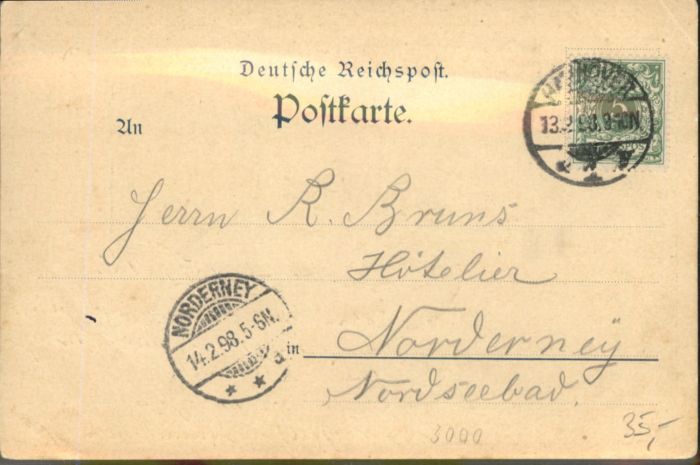 Deutsche Reichspost.
Postkarte.
HANNOVER
13.2.98.9-10N
An
Herrn R. Bruns
Hôtelier
NORDERNEY
14.2.98.5-6N.
a
in
Norderney
Nordseebad.
3000
35,-